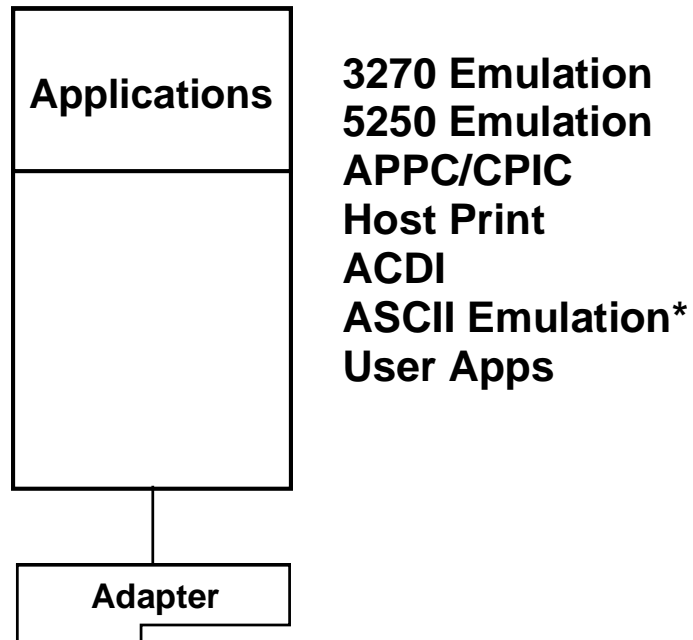 Applications
3270 Emulation
5250 Emulation
APPC/CPIC
Host Print
ACDI
ASCII Emulation*
User Apps
Adapter